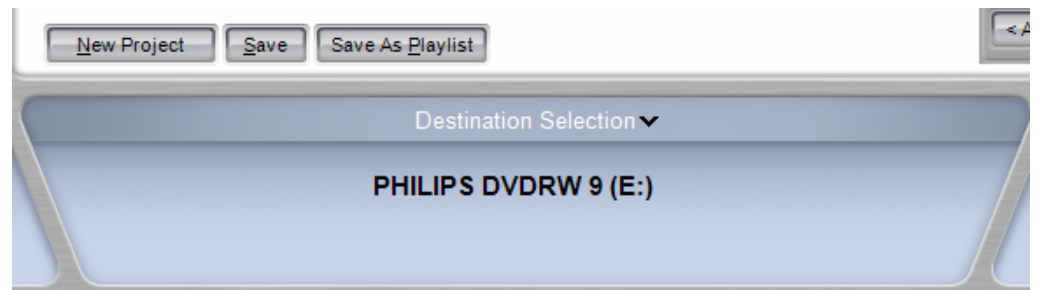 New Project Save Save As Playlist < A
Destination Selection
PHILIPS DVDRW 9 (E:)